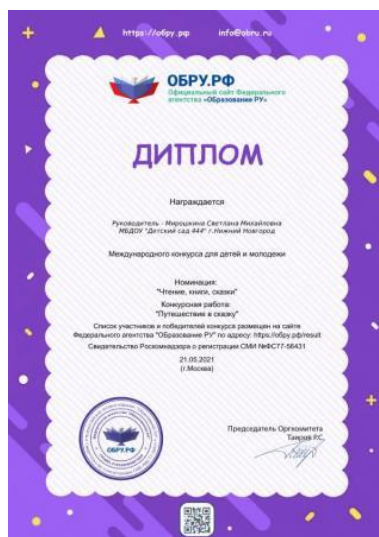 https://обру.рф info@obru.ru
ОБРУ.РФ
Официальный сайт Федерального
агентства «Образование РУ»
ДИПЛОМ
Награждается
Руководитель - Мирошкина Светлана Михайловна
МБДОУ "Детский сад 444" г.Нижний Новгород
Международного конкурса для детей и молодежи
Номинация:
"Чтение, книги, сказки"
Конкурсная работа:
"Путешествие в сказку"
Список участников и победителей конкурса размещен на сайте
Федерального агентства "Образование РУ" по адресу: https://обру.рф/result
Свидетельство Роскомнадзора о регистрации СМИ №ФС77-56431
21.05.2021
(г.Москва)
Председатель Оргкомитета
Таиров Р.С.
ОБРУ.РФ